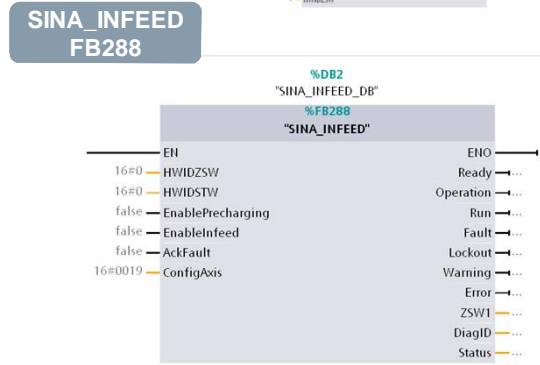 SINA_INFEED
FB288
%DB2
"SINA_INFEED_DB"
%FB288
"SINA_INFEED"
EN ENO
16#0 HWIDZSW Ready ...
16#0 HWIDSTW Operation ...
false EnablePrecharging Run ...
false EnableInfeed Fault ...
false AckFault Lockout ...
16#0019 ConfigAxis Warning ...
Error ...
ZSW1 ...
DiagID ...
Status ...